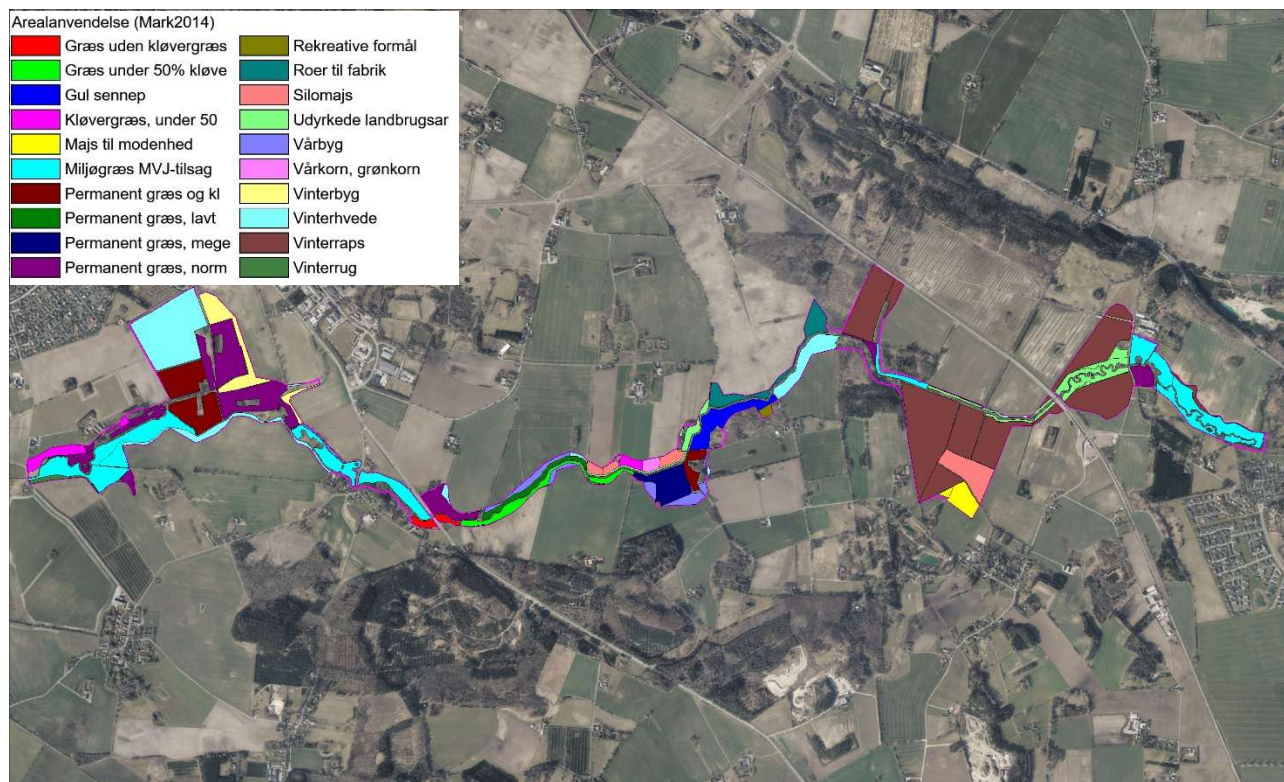 Arealanvendelse (Mark2014)
Græs uden kløvergræs
Græs under 50% kløve
Gul sennep
Kløvergræs, under 50
Majs til modenhed
Miljøgræs MVJ-tilsag
Permanent græs og kl
Permanent græs, lavt
Permanent græs, mege
Permanent græs, norm
Rekreative formål
Roer til fabrik
Silomajs
Udyrkede landbrugsar
Vårbyg
Vårkorn, grønkorn
Vinterbyg
Vinterhvede
Vinterraps
Vinterrug